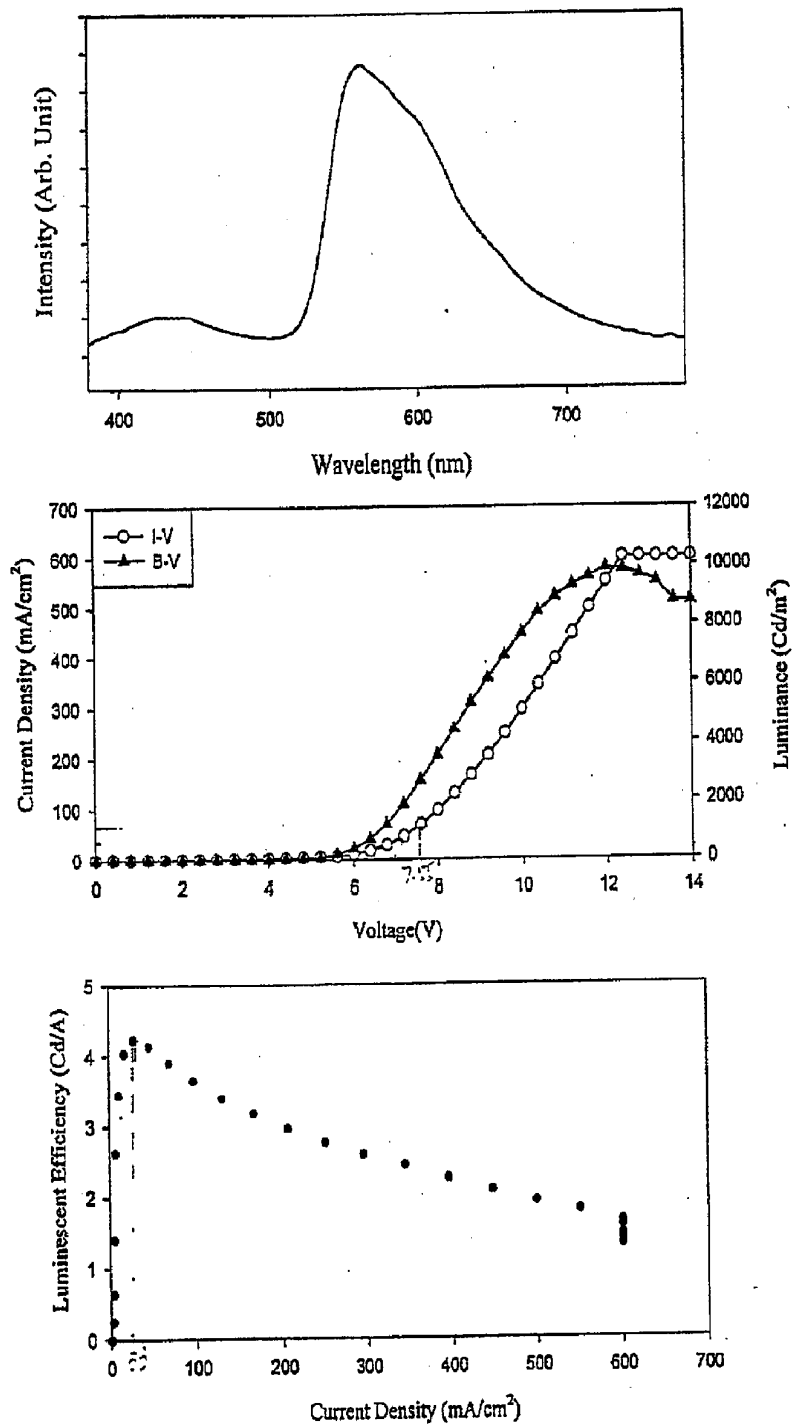 Intensity (Arb. Unit)
400 500 600 700
Wavelength (nm)
I-V
B-V
Current Density (mA/cm²)
700
600
500
400
300
200
100
0
Luminance (Cd/m²)
12000
10000
8000
6000
4000
2000
0
0 2 4 6 8 10 12 14
Voltage(V)
Luminescent Efficiency (Cd/A)
5
4
3
2
1
0
0 100 200 300 400 500 600 700
Current Density (mA/cm²)